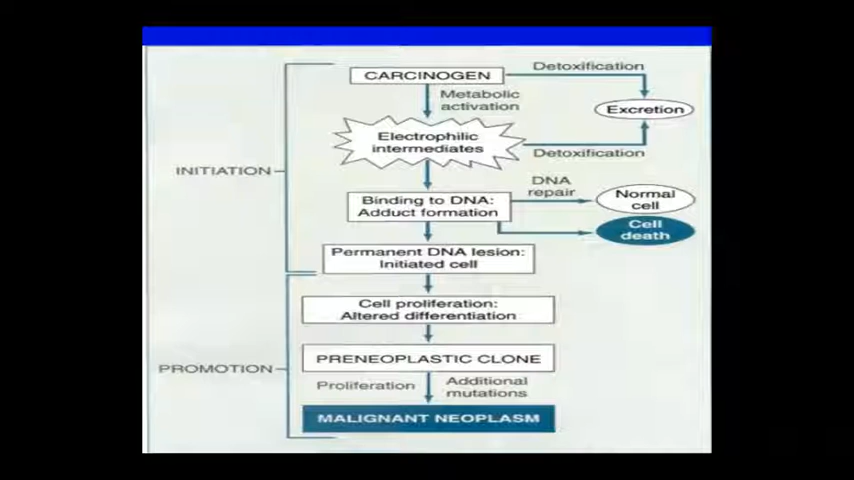 CARCINOGEN
Detoxification
Metabolic
activation
Excretion
Electrophilic
intermediates
Detoxification
INITIATION
DNA
repair
Normal
cell
Binding to DNA:
Adduct formation
Cell
death
Permanent DNA lesion:
Initiated cell
Cell proliferation:
Altered differentiation
PRENEOPLASTIC CLONE
PROMOTION
Proliferation
Additional
mutations
MALIGNANT NEOPLASM